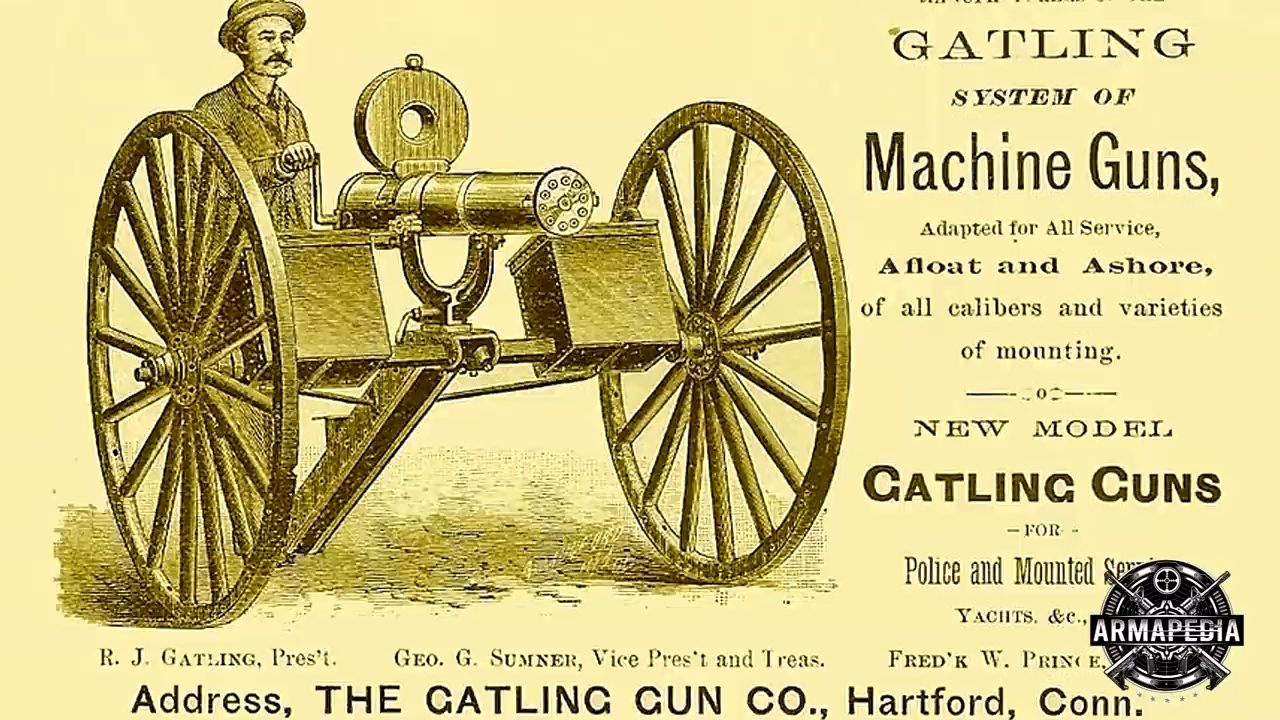 GATLING
SYSTEM OF
Machine Guns,
Adapted for All Service,
Afloat and Ashore,
of all calibers and varieties
of mounting.
NEW MODEL
GATLING GUNS
-FOR-
Police and Mounted
YACHTS, &c.,
ARMAPEDIA
R. J. GATLING, Pres't. GEO. G. SUMNER, Vice Pres't and Treas. FRED'K W. PRINCE,
Address, THE GATLING GUN CO., Hartford, Conn.